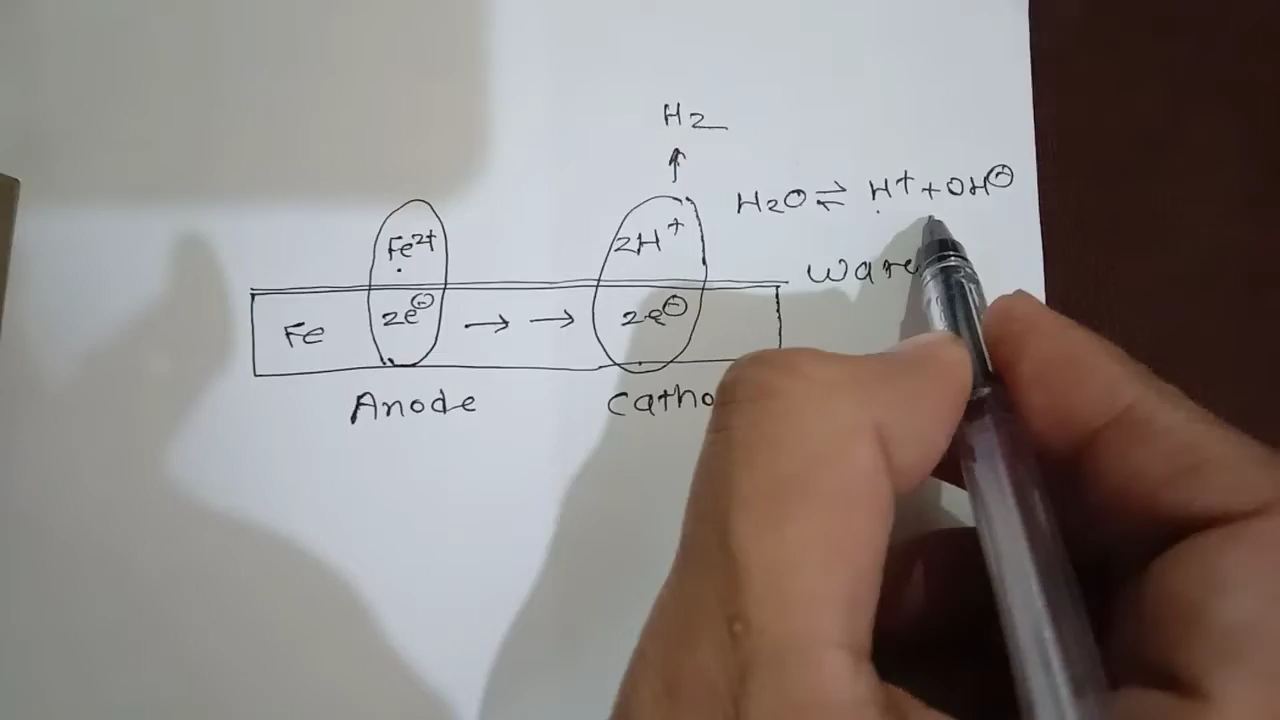 H2
H2O ⇌ H+ + OH⊖
Fe2+
2H+
Fe
2e⊖
→ →
2e⊖
Anode